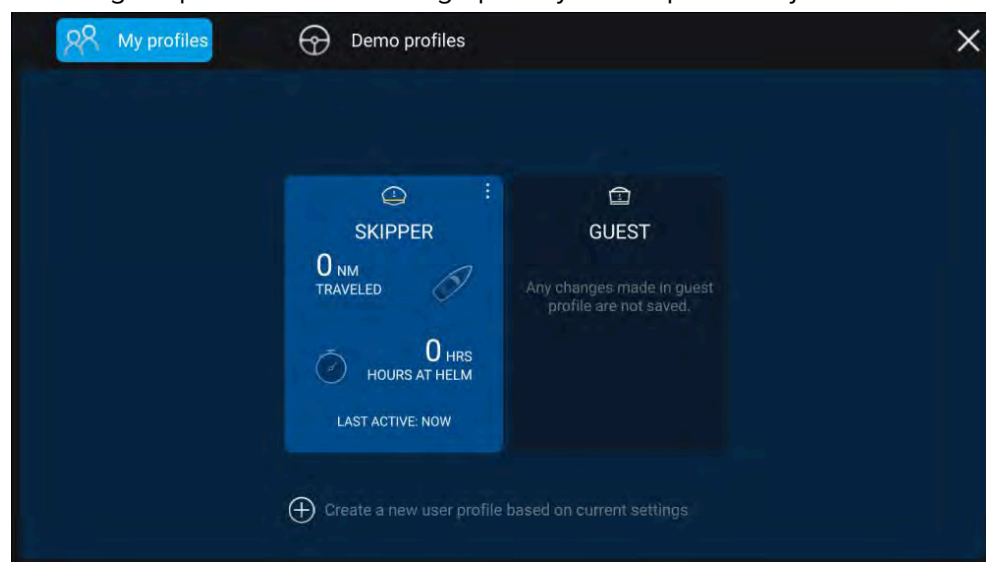 My profiles
Demo profiles
SKIPPER
0 NM
TRAVELED
0 HRS
HOURS AT HELM
LAST ACTIVE: NOW
GUEST
Any changes made in guest
profile are not saved.
Create a new user profile based on current settings